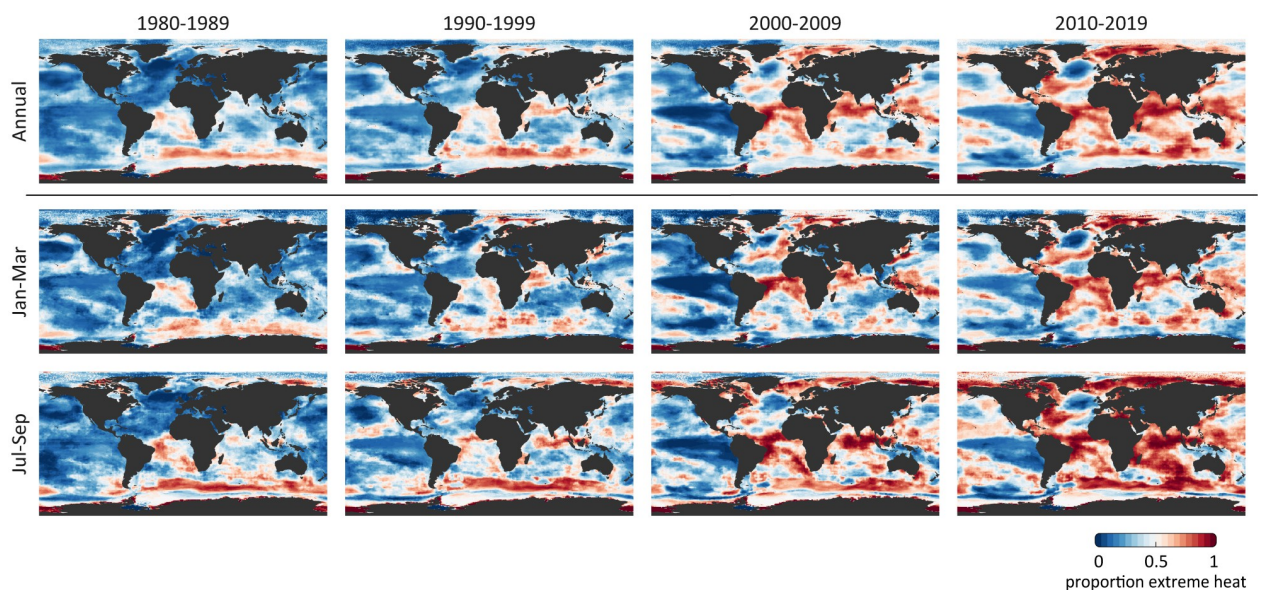 1980-1989 1990-1999 2000-2009 2010-2019
Annual
Jan-Mar
Jul-Sep
0 0.5 1
proportion extreme heat